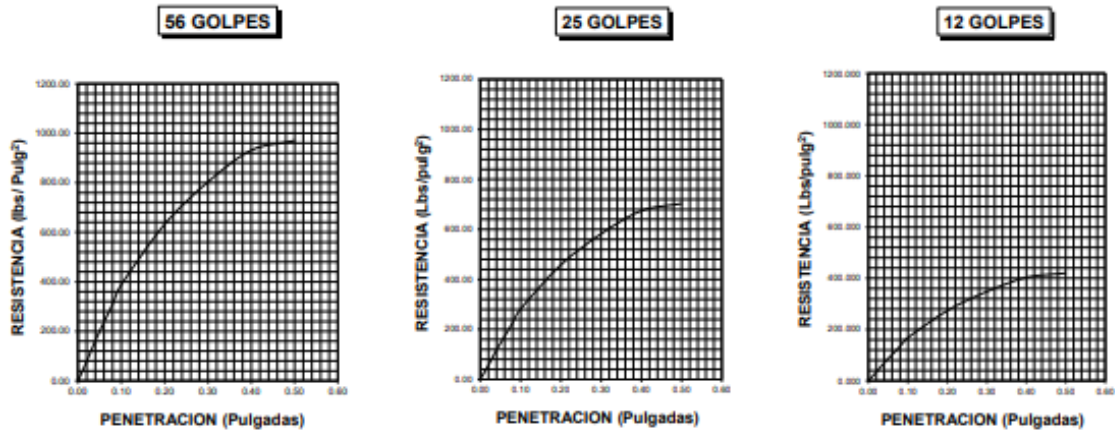 56 GOLPES
RESISTENCIA (lbs/ Pulg²)
1200.00
1000.00
800.00
600.00
400.00
200.00
0.00
0.00 0.10 0.20 0.30 0.40 0.50 0.60
PENETRACION (Pulgadas)
25 GOLPES
RESISTENCIA (Lbs/pulg²)
1200.00
1000.00
800.00
600.00
400.00
200.00
0.00
0.00 0.10 0.20 0.30 0.40 0.50 0.60
PENETRACION (Pulgadas)
12 GOLPES
RESISTENCIA (Lbs/pulg²)
1200.000
1000.000
800.000
600.000
400.000
200.000
0.000
0.00 0.10 0.20 0.30 0.40 0.50 0.60
PENETRACION (Pulgadas)